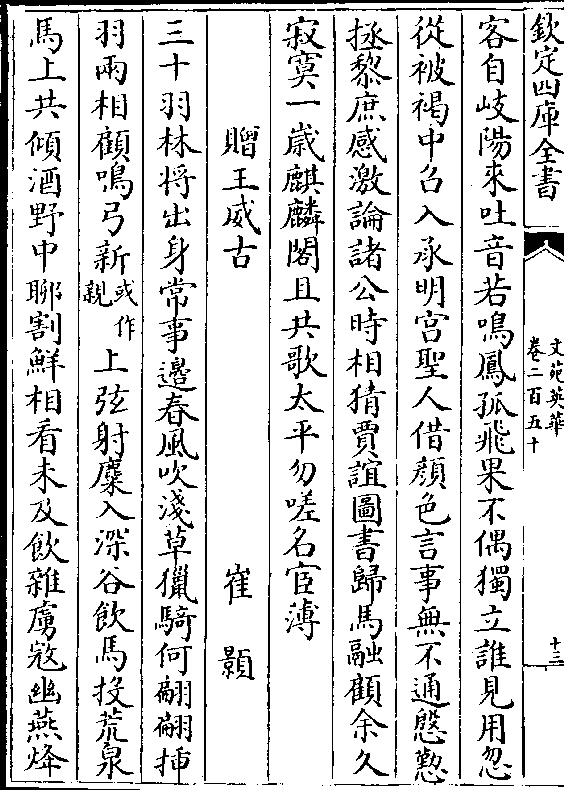 欽定四庫全書
文苑英華
卷二百五十
十三
客自岐陽來吐音若鳴鳳孤飛果不偶獨立誰見用忽
從被褐中召入承明宫聖人借顔色言事無不通慇懃
拯黎庶感激論諸公時相猜賈誼圖書歸馬融顧余久
寂寞一歲麒麟閣且共歌太平勿嗟名宦薄
贈王威古
崔顥
三十羽林將出身常事邊春風吹淺草獵騎何翩翩挿
羽兩相顧鳴弓新或作親上弦射麋入深谷飲馬投荒泉
馬上共傾酒野中聊割鮮相看未及飲雜虜寇幽燕烽